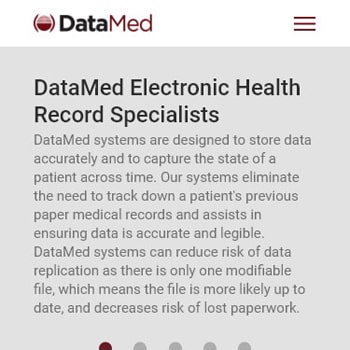 DataMed
DataMed Electronic Health
Record Specialists
DataMed systems are designed to store data
accurately and to capture the state of a
patient across time. Our systems eliminate
the need to track down a patient's previous
paper medical records and assists in
ensuring data is accurate and legible.
DataMed systems can reduce risk of data
replication as there is only one modifiable
file, which means the file is more likely up to
date, and decreases risk of lost paperwork.